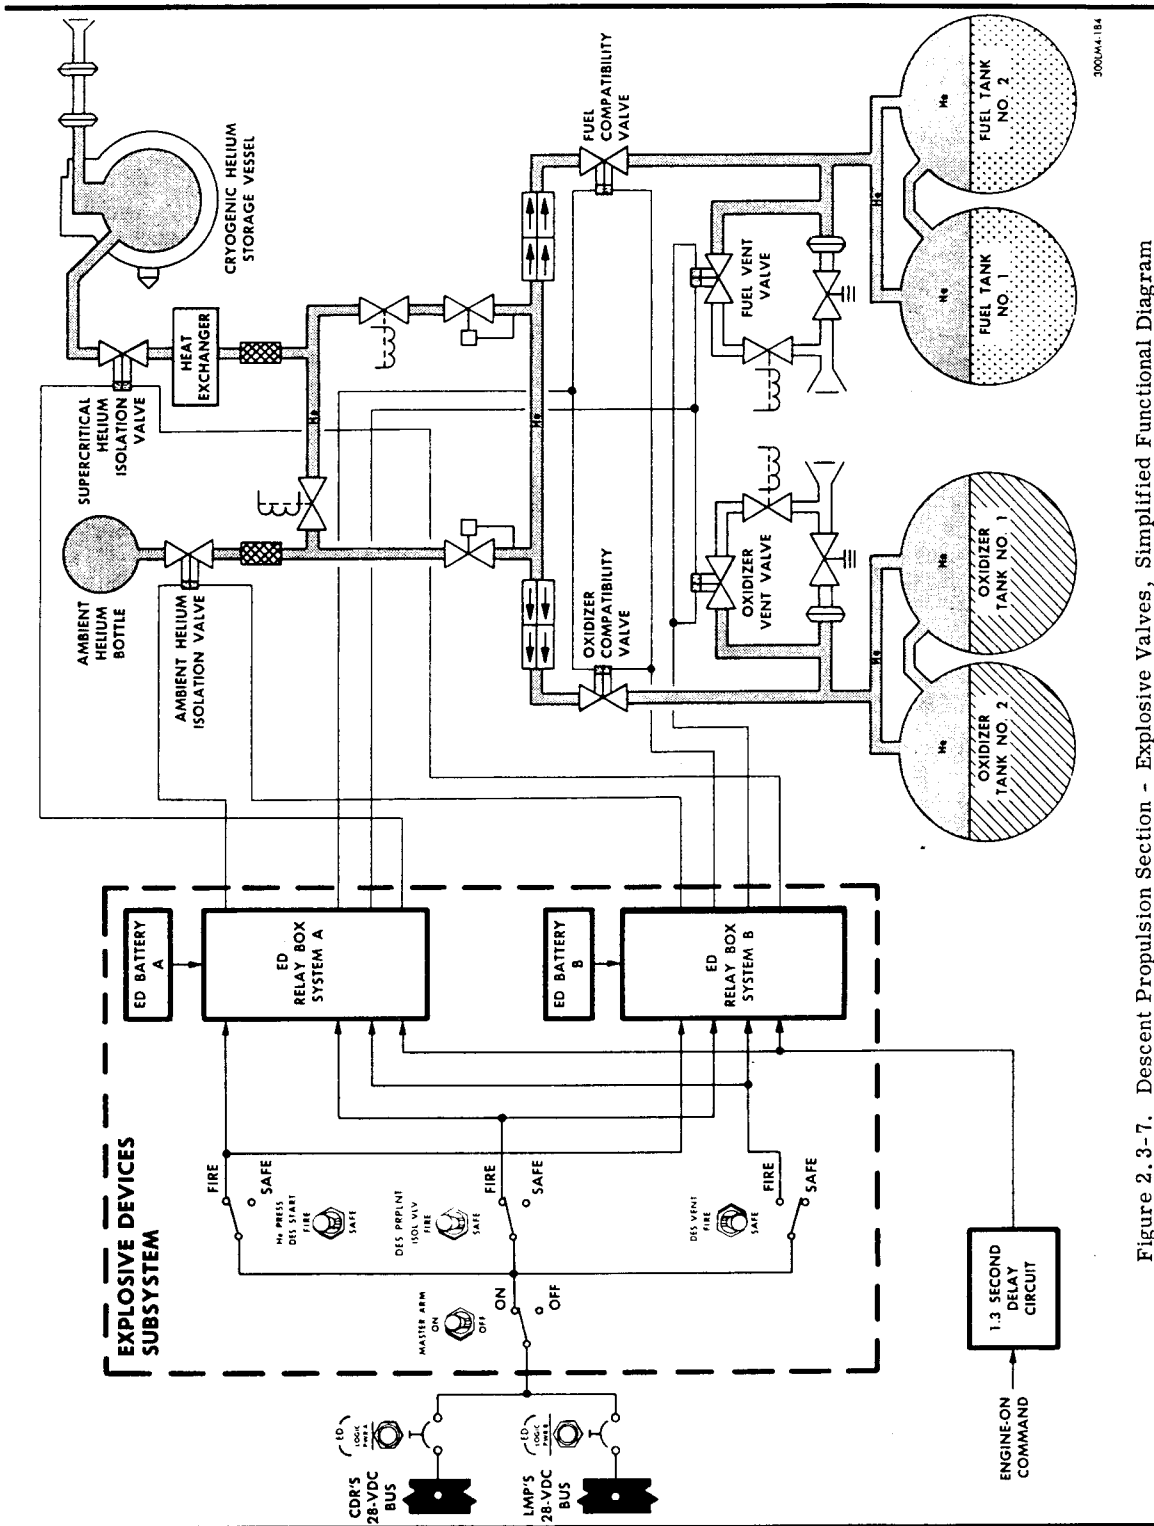 EXPLOSIVE DEVICES
SUBSYSTEM
CDR'S
28-VDC
BUS
ED
LOGIC
PWR A
LMP'S
28-VDC
BUS
ED
LOGIC
PWR B
MASTER ARM
ON
OFF
ON
OFF
He PRESS
DES START
FIRE
SAFE
FIRE
SAFE
DES PRPLNT
ISOL VLV
FIRE
SAFE
FIRE
SAFE
DES VENT
FIRE
SAFE
FIRE
SAFE
ENGINE-ON
COMMAND
1.3 SECOND
DELAY
CIRCUIT
ED BATTERY
A
ED
RELAY BOX
SYSTEM A
ED BATTERY
B
ED
RELAY BOX
SYSTEM B
AMBIENT
HELIUM
BOTTLE
AMBIENT HELIUM
ISOLATION VALVE
SUPERCRITICAL
HELIUM
ISOLATION
VALVE
HEAT
EXCHANGER
CRYOGENIC HELIUM
STORAGE VESSEL
He
He
OXIDIZER
COMPATIBILITY
VALVE
FUEL
COMPATIBILITY
VALVE
OXIDIZER
VENT VALVE
FUEL VENT
VALVE
He
He
He
OXIDIZER
TANK NO. 2
OXIDIZER
TANK NO. 1
He
He
He
FUEL TANK
NO. 1
FUEL TANK
NO. 2
300LM4-184
Figure 2.3-7. Descent Propulsion Section - Explosive Valves, Simplified Functional Diagram